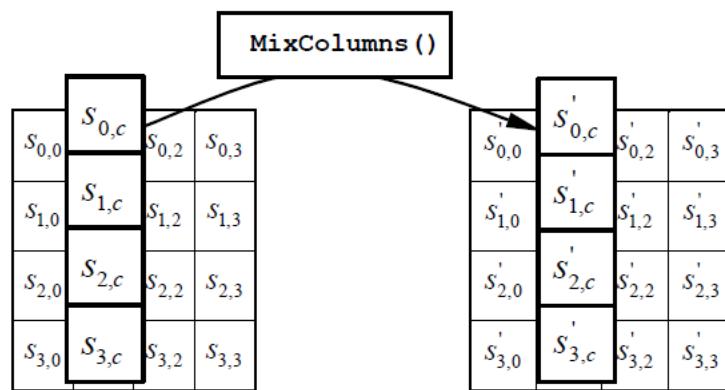 MixColumns()
s0,0 s0,c s0,2 s0,3 s'0,0 s'0,c s'0,2 s'0,3
s1,0 s1,c s1,2 s1,3 s'1,0 s'1,c s'1,2 s'1,3
s2,0 s2,c s2,2 s2,3 s'2,0 s'2,c s'2,2 s'2,3
s3,0 s3,c s3,2 s3,3 s'3,0 s'3,c s'3,2 s'3,3